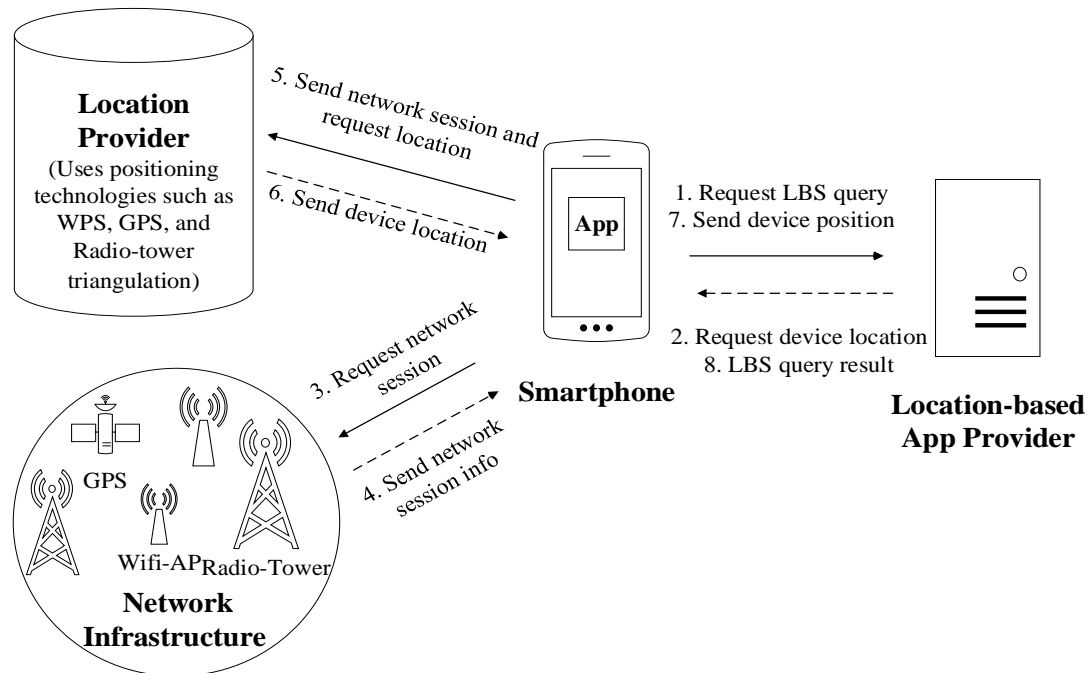 Location
Provider
(Uses positioning
technologies such as
WPS, GPS, and
Radio-tower
triangulation)
5. Send network session and
request location
6. Send device location
App
1. Request LBS query
7. Send device position
2. Request device location
8. LBS query result
Smartphone
Location-based
App Provider
3. Request network
session
4. Send network
session info
GPS
Wifi-AP
Radio-Tower
Network
Infrastructure